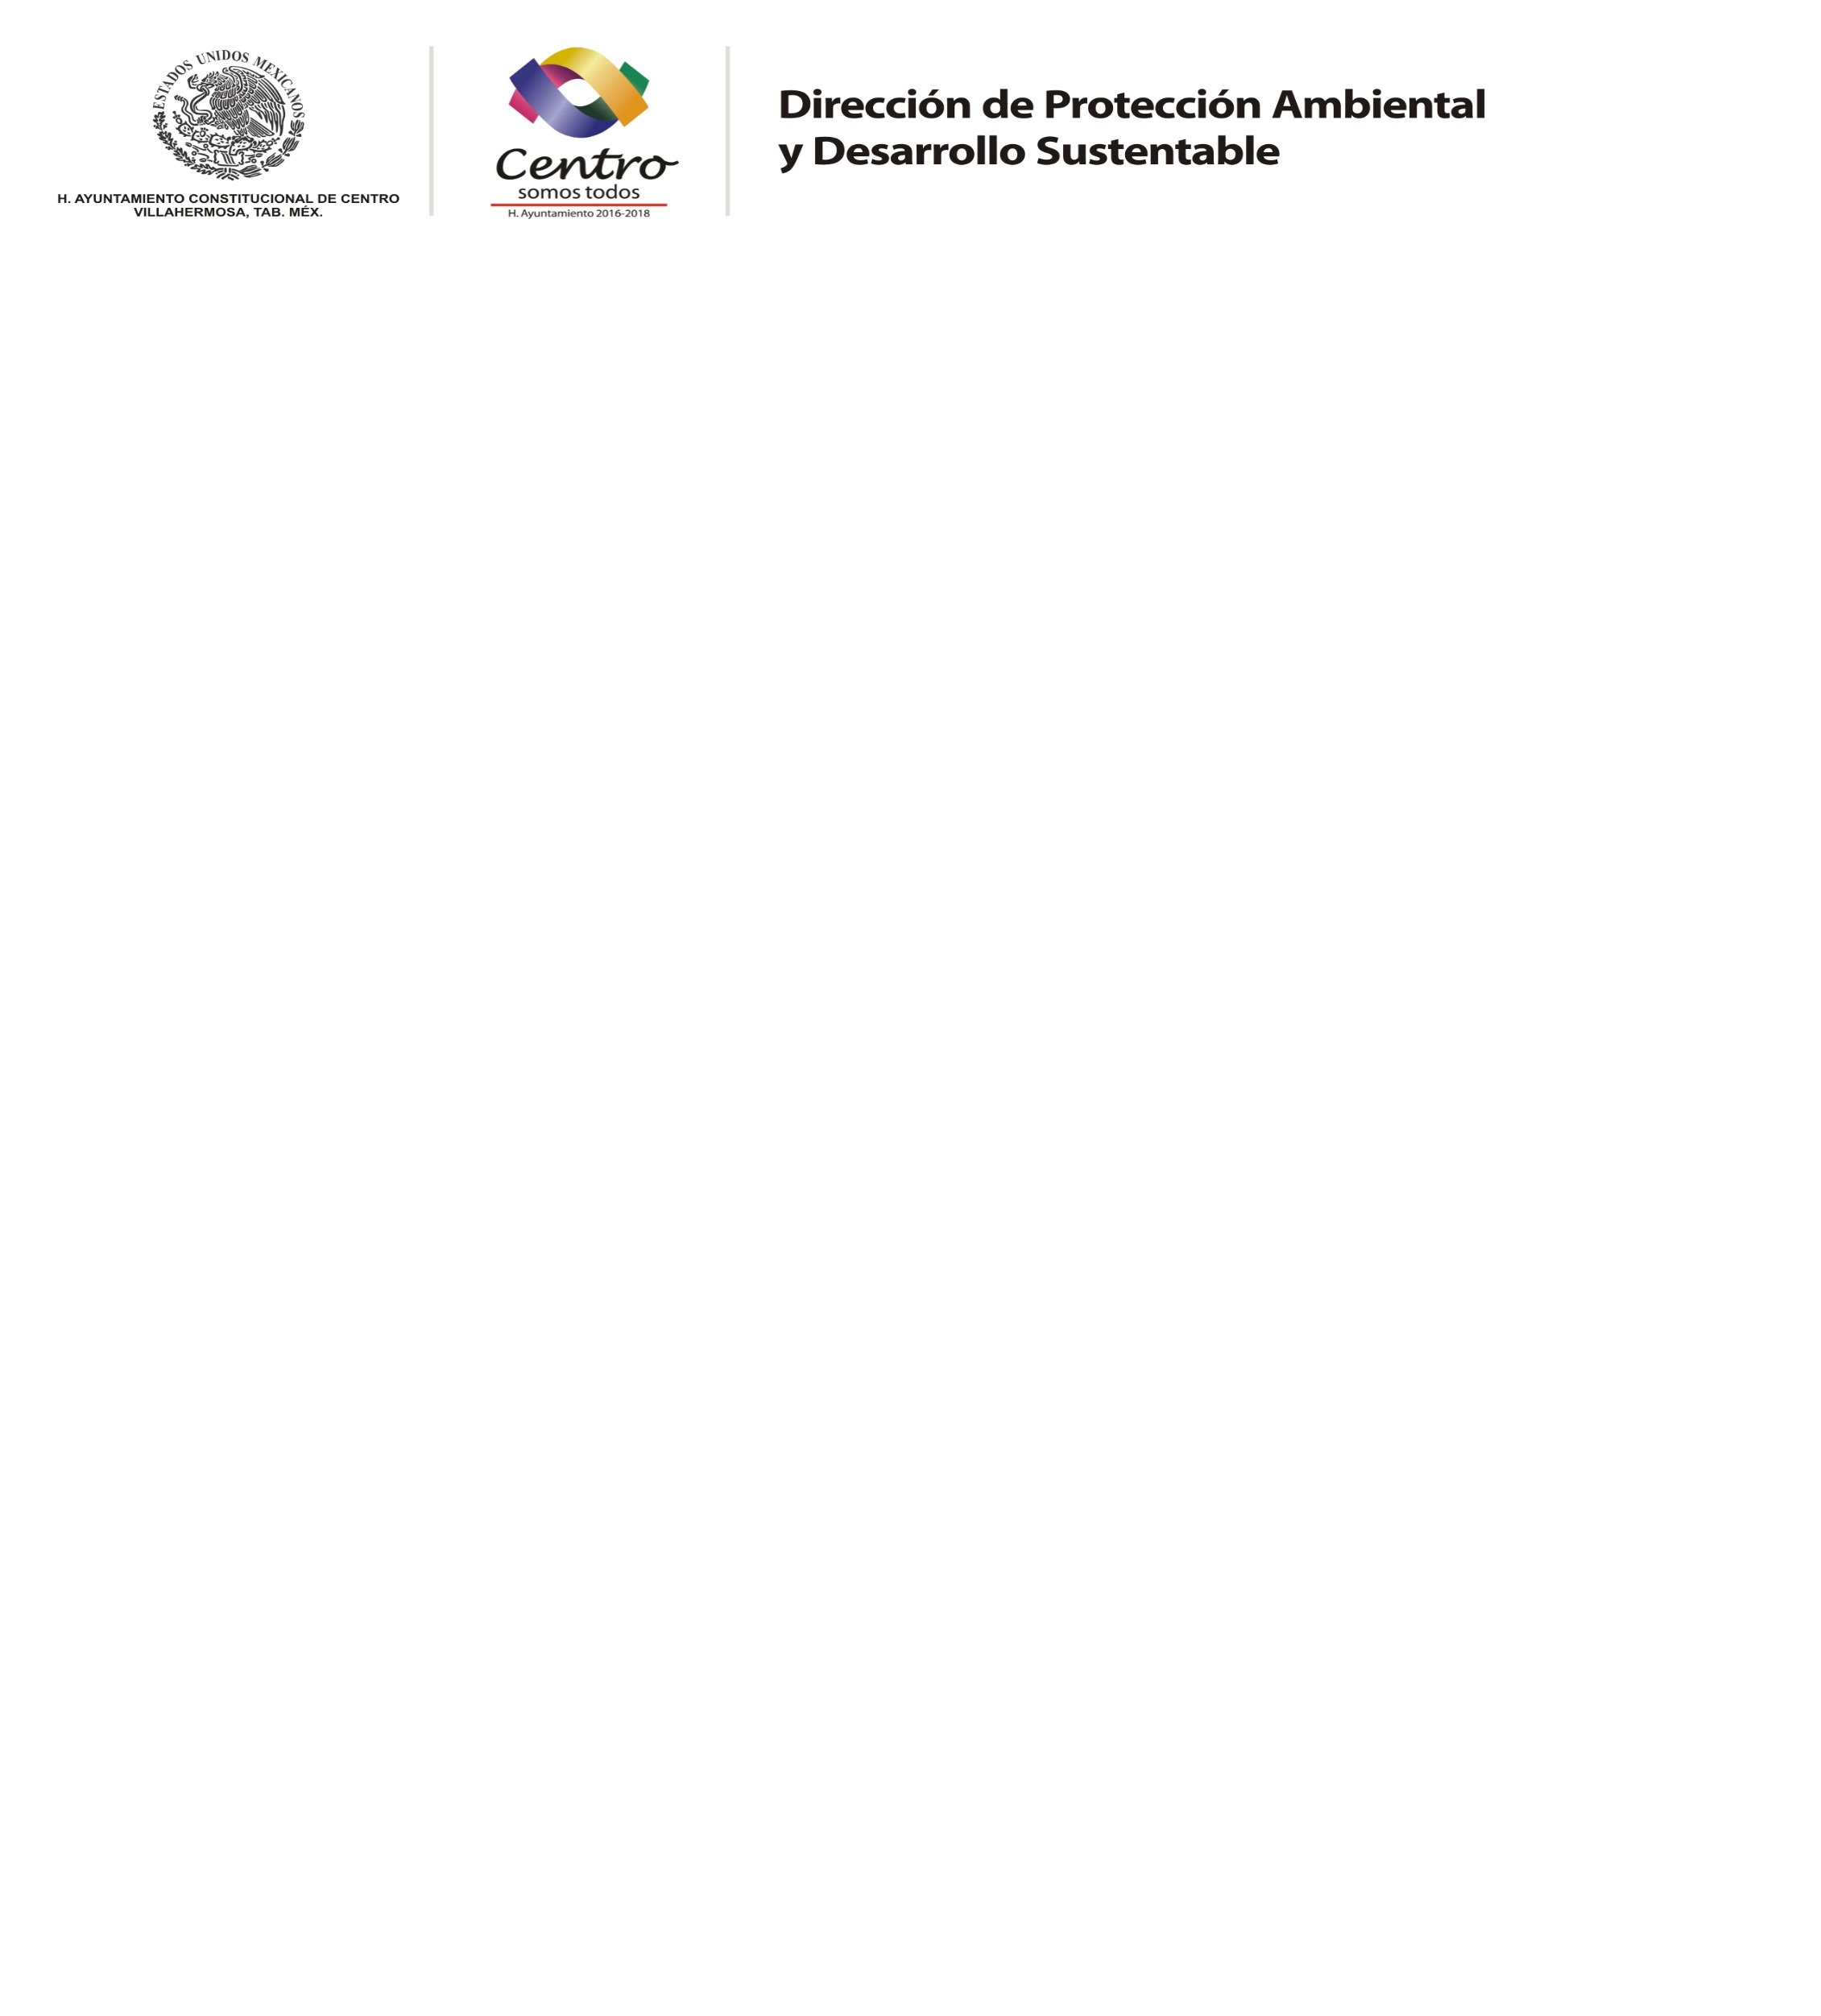 ESTADOS UNIDOS MEXICANOS
H. AYUNTAMIENTO CONSTITUCIONAL DE CENTRO
VILLAHERMOSA, TAB. MÉX.
Centro
somos todos
H. Ayuntamiento 2016-2018
Dirección de Protección Ambiental
y Desarrollo Sustentable